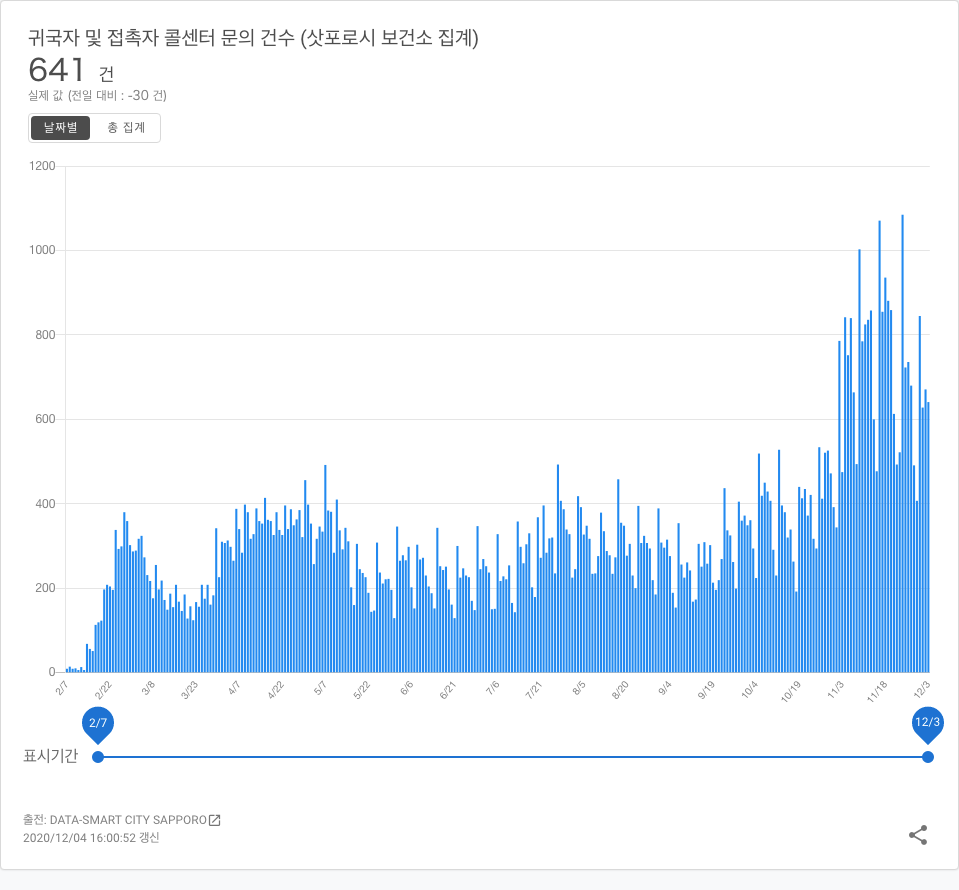 귀국자 및 접촉자 콜센터 문의 건수 (삿포로시 보건소 집계)
641 건
실제 값 (전일 대비 : -30 건)
날짜별 총 집계
1200
1000
800
600
400
200
0
2/7 2/22 3/8 3/23 4/7 4/22 5/7 5/22 6/6 6/21 7/6 7/21 8/5 8/20 9/4 9/19 10/4 10/19 11/3 11/18 12/3
2/7 12/3
표시기간
출전: DATA-SMART CITY SAPPORO
2020/12/04 16:00:52 갱신